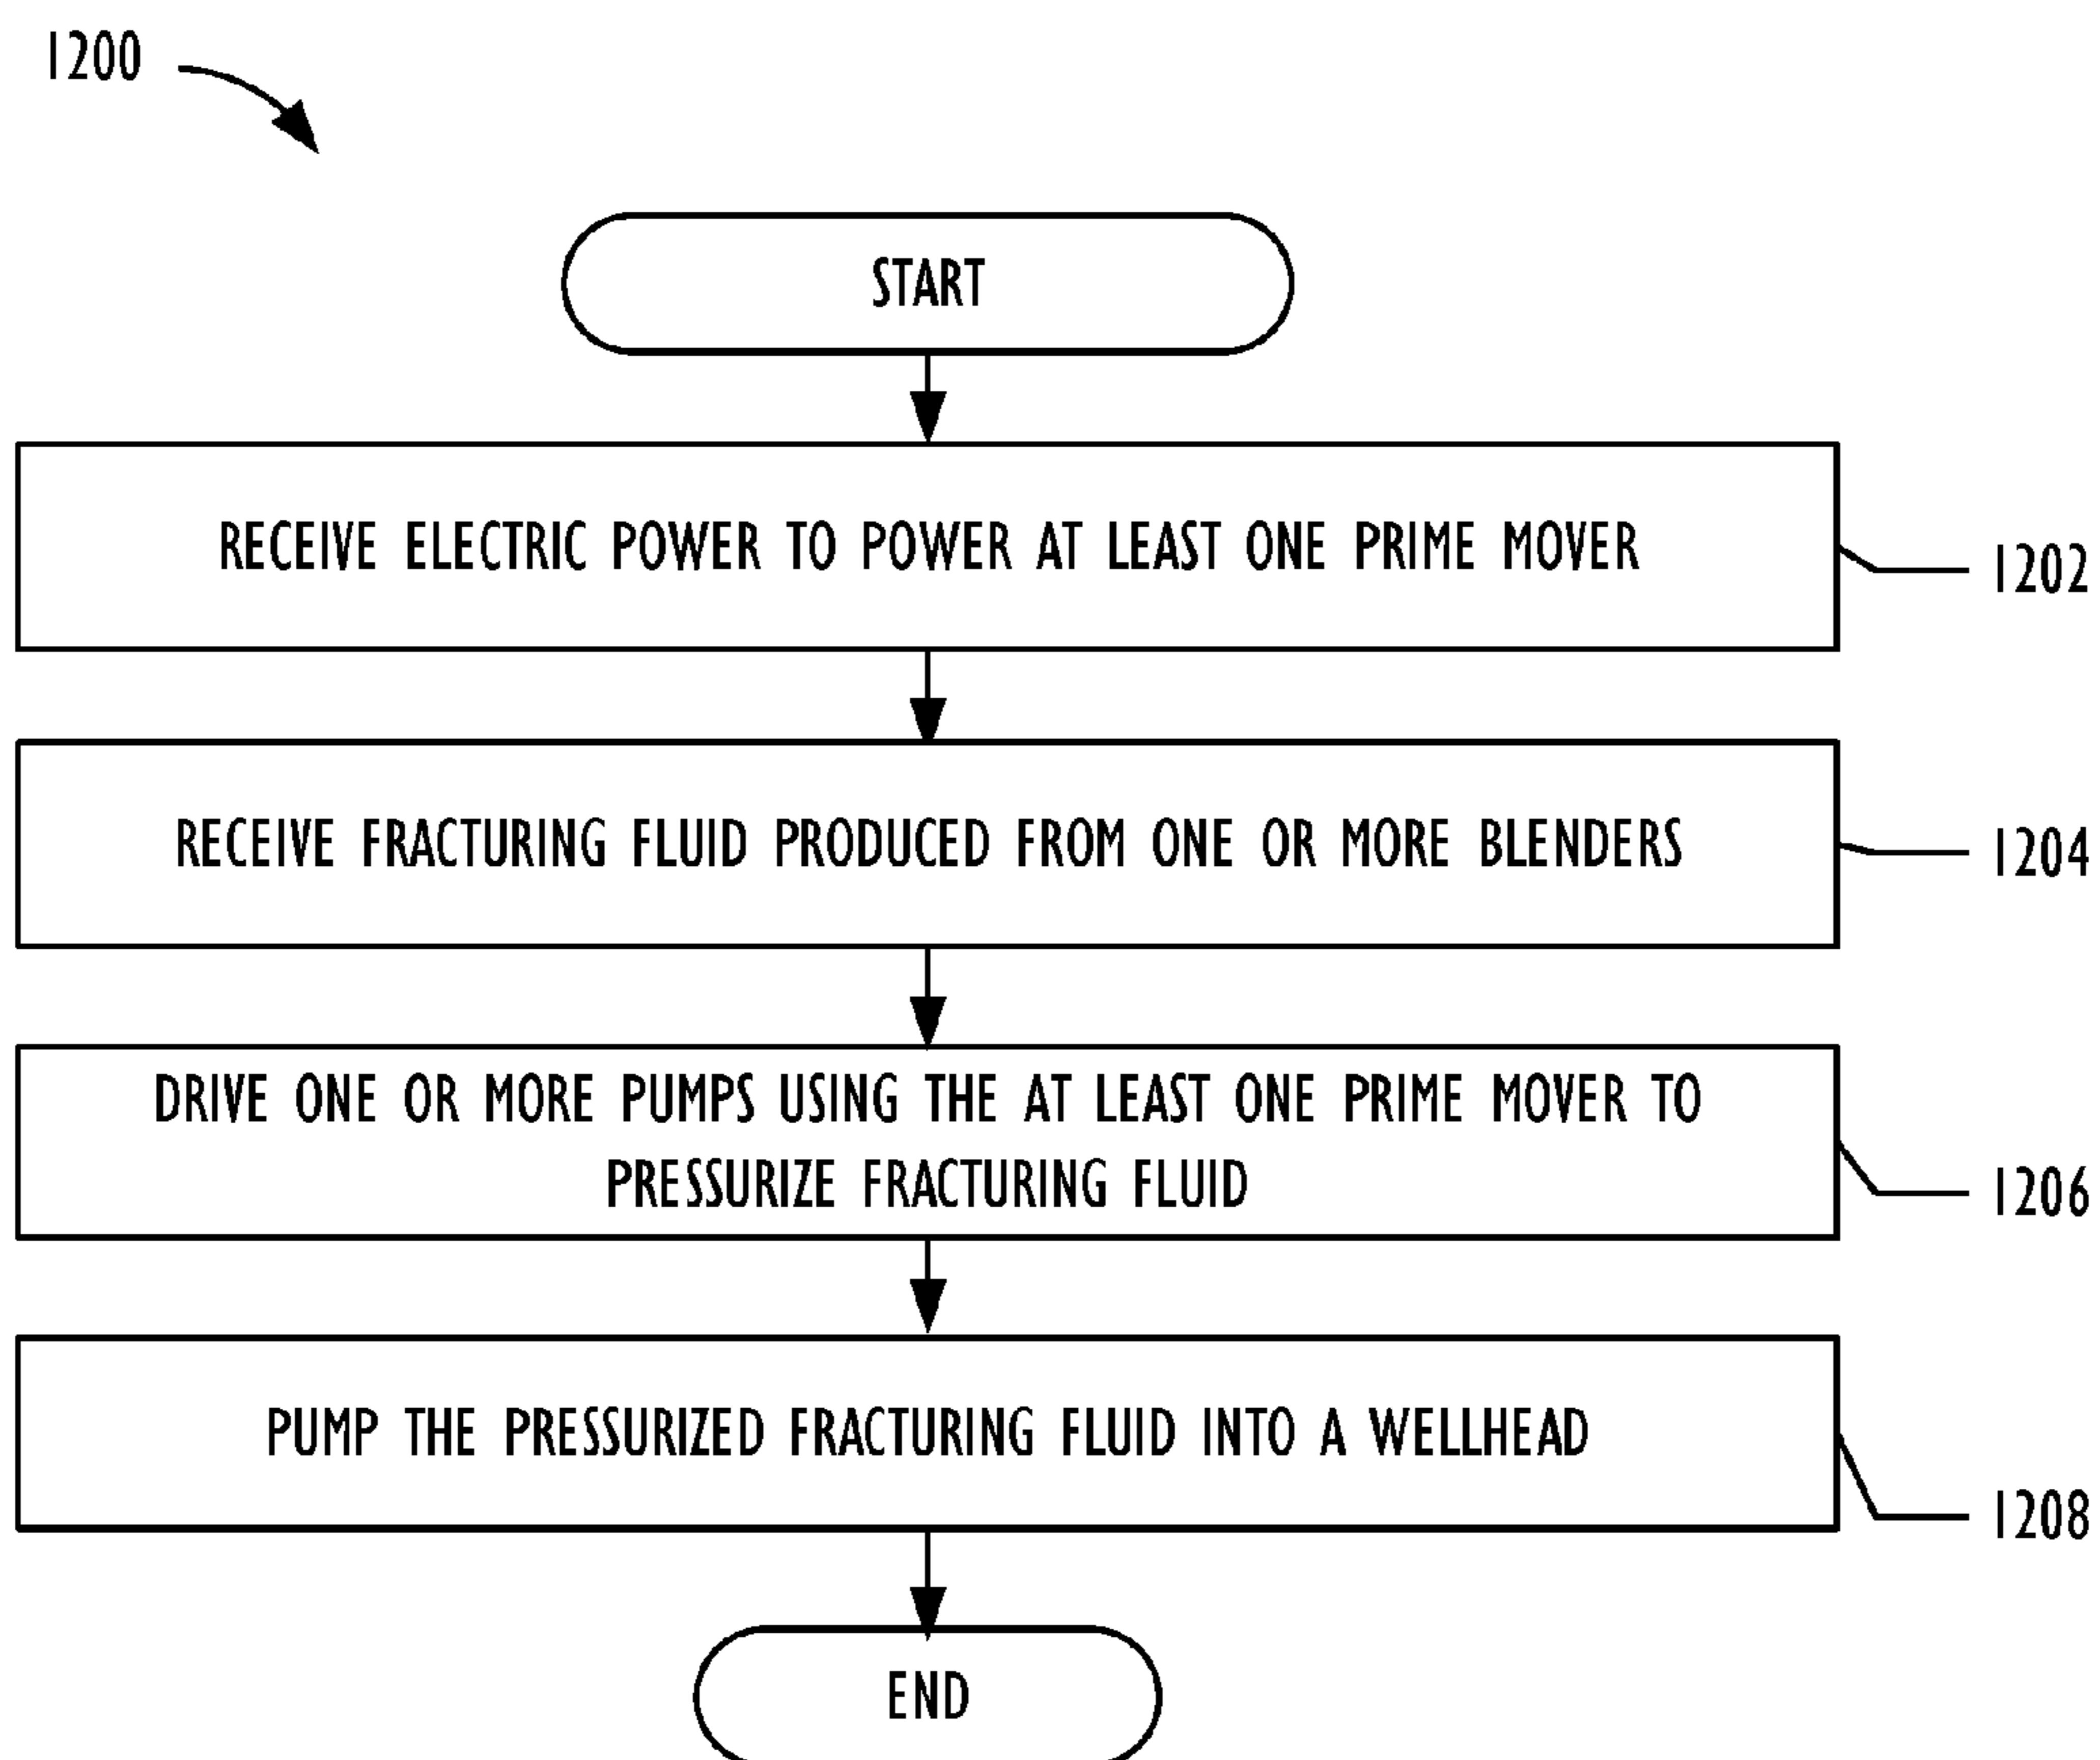 1200
START
RECEIVE ELECTRIC POWER TO POWER AT LEAST ONE PRIME MOVER
1202
RECEIVE FRACTURING FLUID PRODUCED FROM ONE OR MORE BLENDERS
1204
DRIVE ONE OR MORE PUMPS USING THE AT LEAST ONE PRIME MOVER TO
PRESSURIZE FRACTURING FLUID
1206
PUMP THE PRESSURIZED FRACTURING FLUID INTO A WELLHEAD
1208
END